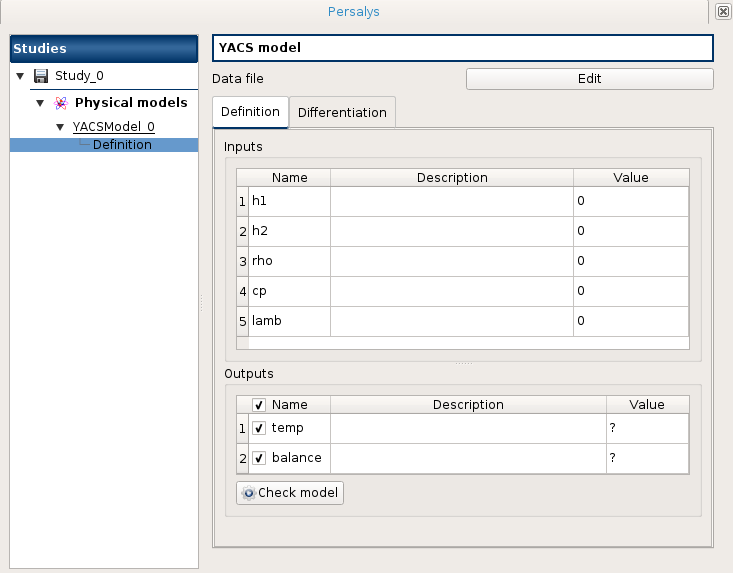 Persalys
Studies
Study_0
Physical models
YACSModel_0
Definition
YACS model
Data file
Edit
Definition Differentiation
Inputs
Name Description Value
1 h1 0
2 h2 0
3 rho 0
4 cp 0
5 lamb 0
Outputs
Name Description Value
1 temp ?
2 balance ?
Check model